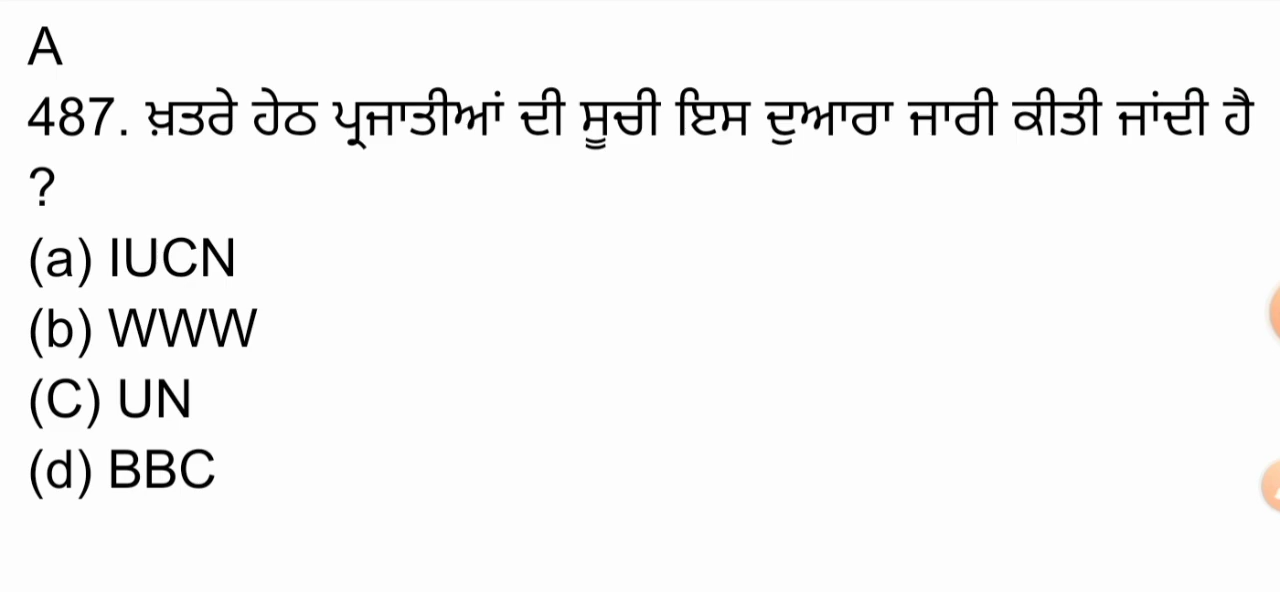 A
487. ਖ਼ਤਰੇ ਹੇਠ ਪ੍ਰਜਾਤੀਆਂ ਦੀ ਸੂਚੀ ਇਸ ਦੁਆਰਾ ਜਾਰੀ ਕੀਤੀ ਜਾਂਦੀ ਹੈ
?
(a) IUCN
(b) WWW
(C) UN
(d) BBC